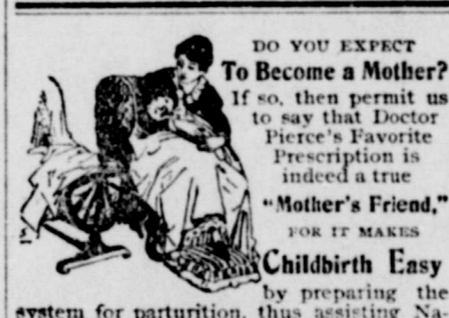 DO YOU EXPECT
To Become a Mother?
If so, then permit us
to say that Doctor
Pierce's Favorite
Prescription is
indeed a true
"Mother's Friend,"
FOR IT MAKES
Childbirth Easy
by preparing the
system for parturition, thus assisting Na-